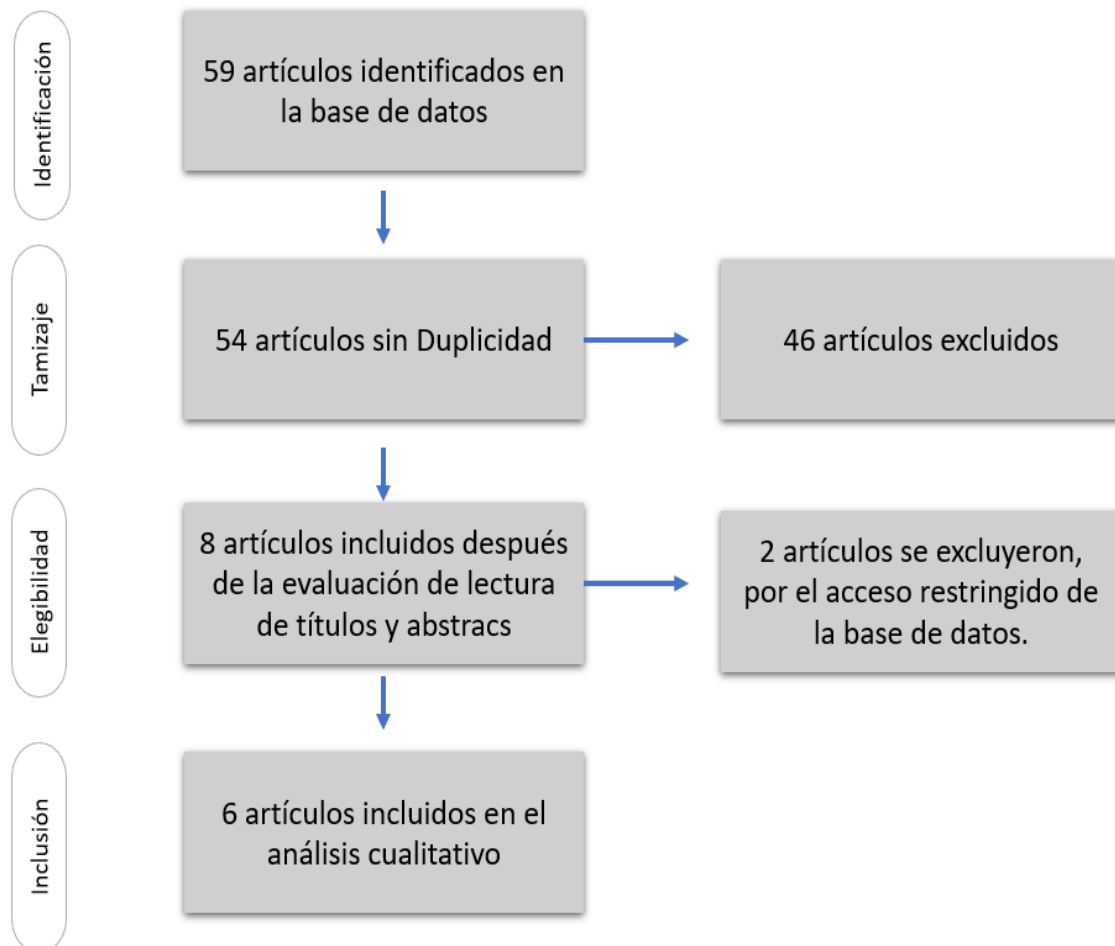 Identificación
59 artículos identificados en
la base de datos
Tamizaje
54 artículos sin Duplicidad
46 artículos excluidos
Elegibilidad
8 artículos incluidos después
de la evaluación de lectura
de títulos y abstracs
2 artículos se excluyeron,
por el acceso restringido de
la base de datos.
Inclusión
6 artículos incluidos en el
análisis cualitativo